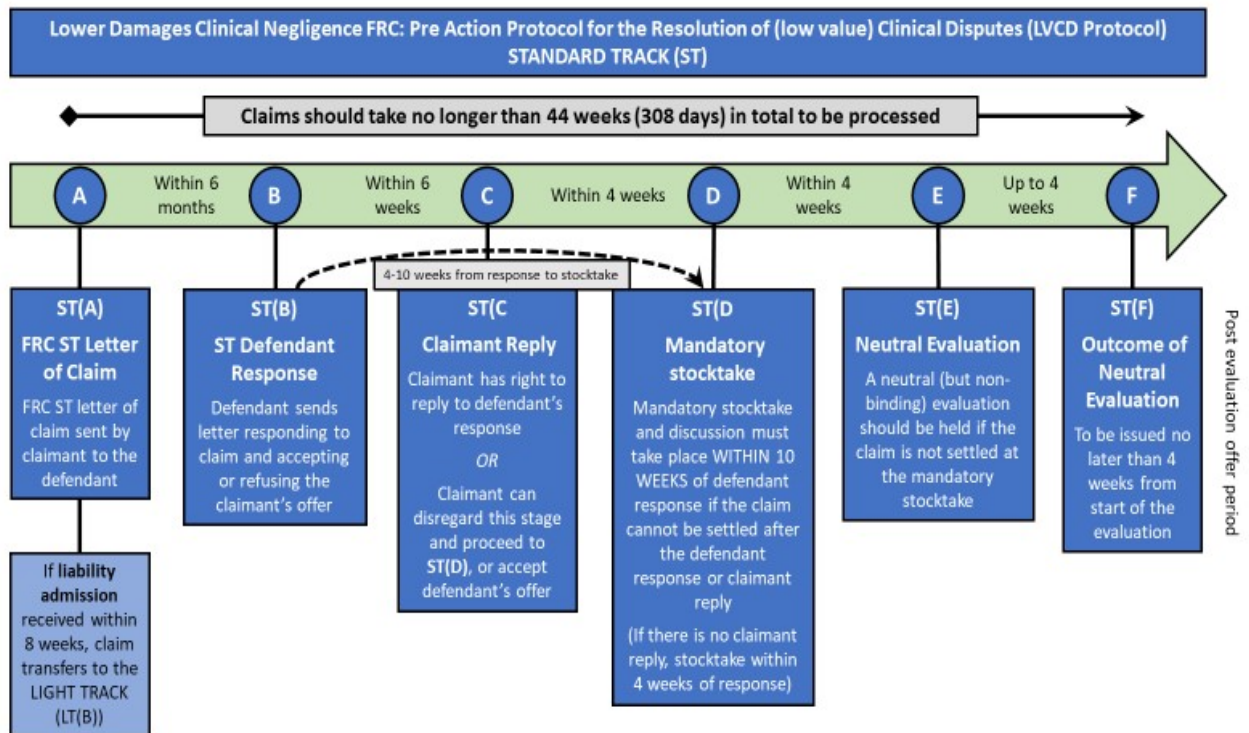 Lower Damages Clinical Negligence FRC: Pre Action Protocol for the Resolution of (low value) Clinical Disputes (LVCD Protocol)
STANDARD TRACK (ST)
Claims should take no longer than 44 weeks (308 days) in total to be processed
A
Within 6
months
B
Within 6
weeks
C
Within 4 weeks
D
Within 4
weeks
E
Up to 4
weeks
F
4-10 weeks from response to stocktake
ST(A)
FRC ST Letter
of Claim
FRC ST letter of
claim sent by
claimant to the
defendant
If liability
admission
received within
8 weeks, claim
transfers to the
LIGHT TRACK
(LT(B))
ST(B)
ST Defendant
Response
Defendant sends
letter responding to
claim and accepting
or refusing the
claimant's offer
ST(C
Claimant Reply
Claimant has right to
reply to defendant's
response
OR
Claimant can
disregard this stage
and proceed to
ST(D), or accept
defendant's offer
ST(D
Mandatory
stocktake
Mandatory stocktake
and discussion must
take place WITHIN 10
WEEKS of defendant
response if the claim
cannot be settled after
the defendant
response or claimant
reply
(If there is no claimant
reply, stocktake within
4 weeks of response)
ST(E)
Neutral Evaluation
A neutral (but non-
binding) evaluation
should be held if the
claim is not settled at
the mandatory
stocktake
ST(F)
Outcome of
Neutral
Evaluation
To be issued no
later than 4
weeks from
start of the
evaluation
Post evaluation offer period